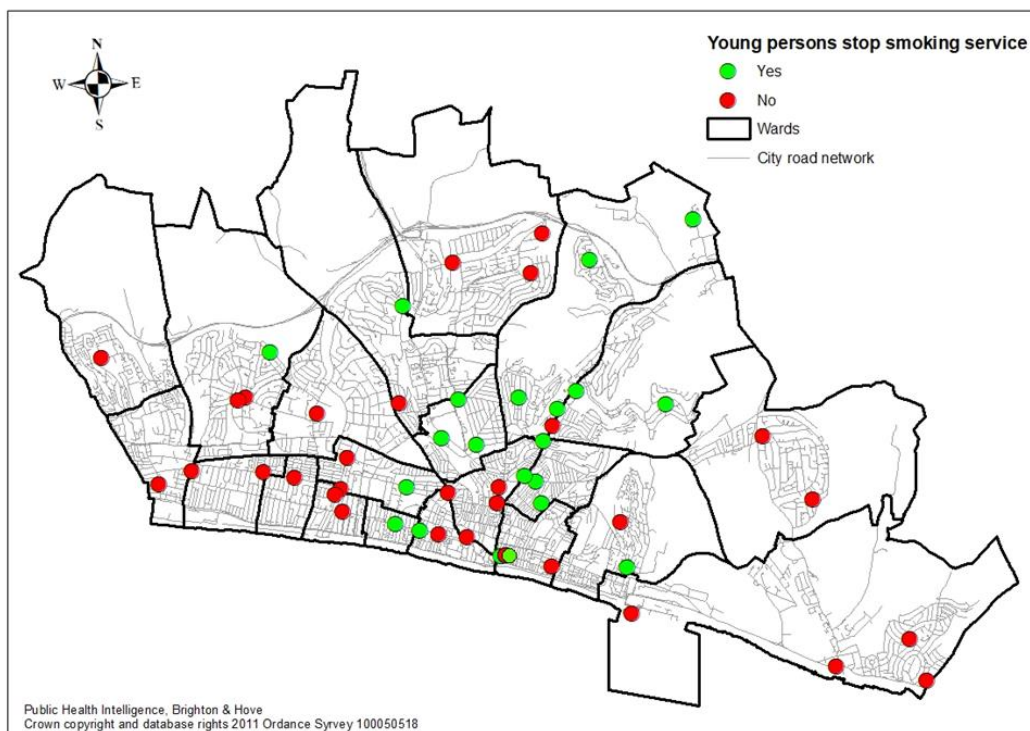 N
W E
S
Young persons stop smoking service
Yes
No
Wards
City road network
Public Health Intelligence, Brighton & Hove
Crown copyright and database rights 2011 Ordance Syrvey 100050518